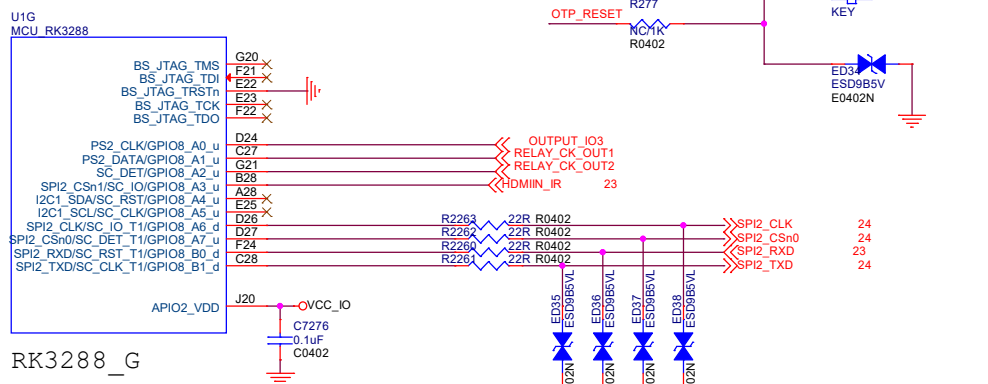 U1G
MCU_RK3288
BS_JTAG_TMS G20
BS_JTAG_TDI F21
BS_JTAG_TRSTn E22
BS_JTAG_TCK E23
BS_JTAG_TDO F22
PS2_CLK/GPIO8_A0_u D24 OUTPUT_IO3
PS2_DATA/GPIO8_A1_u C27 RELAY_CK_OUT1
SC_DET/GPIO8_A2_u G21 RELAY_CK_OUT2
SPI2_CSn1/SC_IO/GPIO8_A3_u B28 HDMIIN_IR 23
I2C1_SDA/SC_RST/GPIO8_A4_u A28
I2C1_SCL/SC_CLK/GPIO8_A5_u E25
SPI2_CLK/SC_IO_T1/GPIO8_A6_d D26 R2263 22R R0402 SPI2_CLK 24
SPI2_CSn0/SC_DET_T1/GPIO8_A7_u D27 R2262 22R R0402 SPI2_CSn0 24
SPI2_RXD/SC_RST_T1/GPIO8_B0_d F24 R2260 22R R0402 SPI2_RXD 23
SPI2_TXD/SC_CLK_T1/GPIO8_B1_d C28 R2261 22R R0402 SPI2_TXD 24
APIO2_VDD J20 VCC_IO
C7276
0.1uF
C0402
RK3288_G
OTP_RESET
R277
NC/1K
R0402
KEY
ED34
ESD9B5V
E0402N
ED35
ESD9B5VL
02N
ED36
ESD9B5VL
02N
ED37
ESD9B5VL
02N
ED38
ESD9B5VL
02N